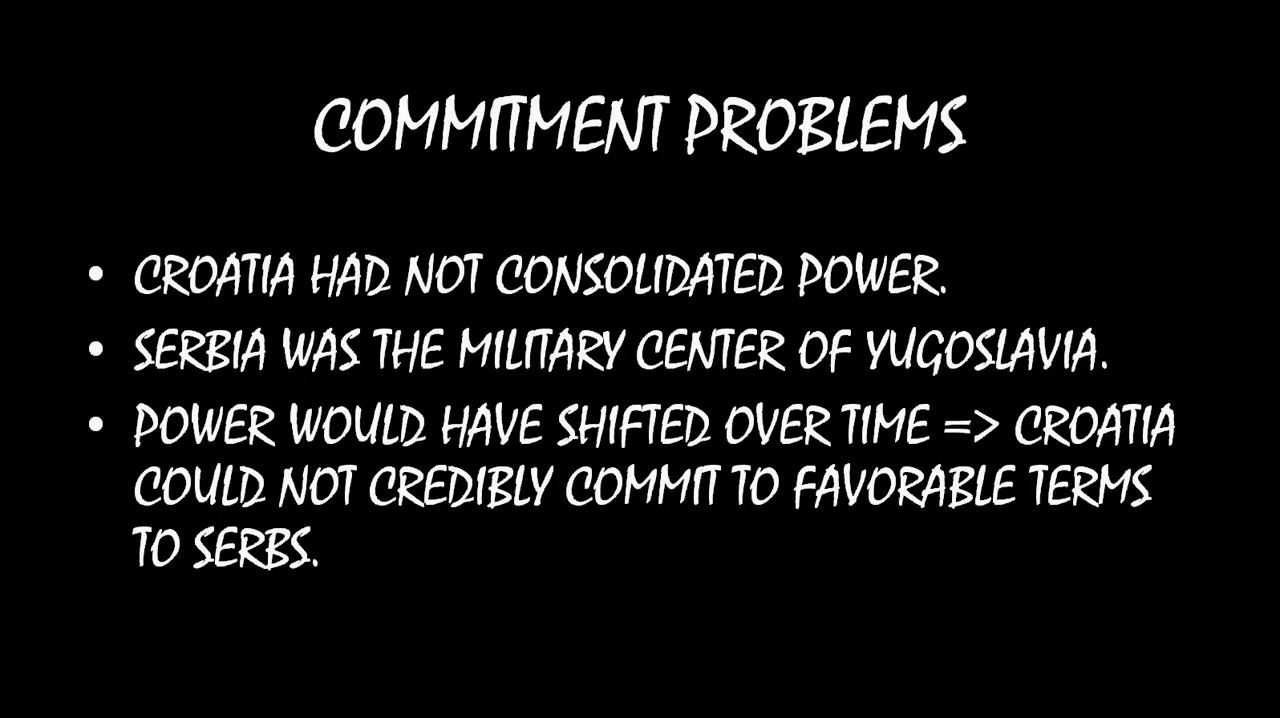 COMMITMENT PROBLEMS
• CROATIA HAD NOT CONSOLIDATED POWER.
• SERBIA WAS THE MILITARY CENTER OF YUGOSLAVIA.
• POWER WOULD HAVE SHIFTED OVER TIME => CROATIA
COULD NOT CREDIBLY COMMIT TO FAVORABLE TERMS
TO SERBS.